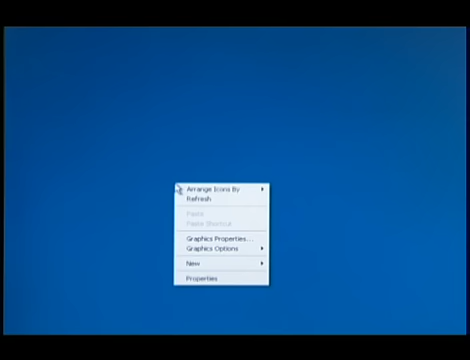 Arrange Icons By
Refresh
Paste
Paste Shortcut
Graphics Properties...
Graphics Options
New
Properties